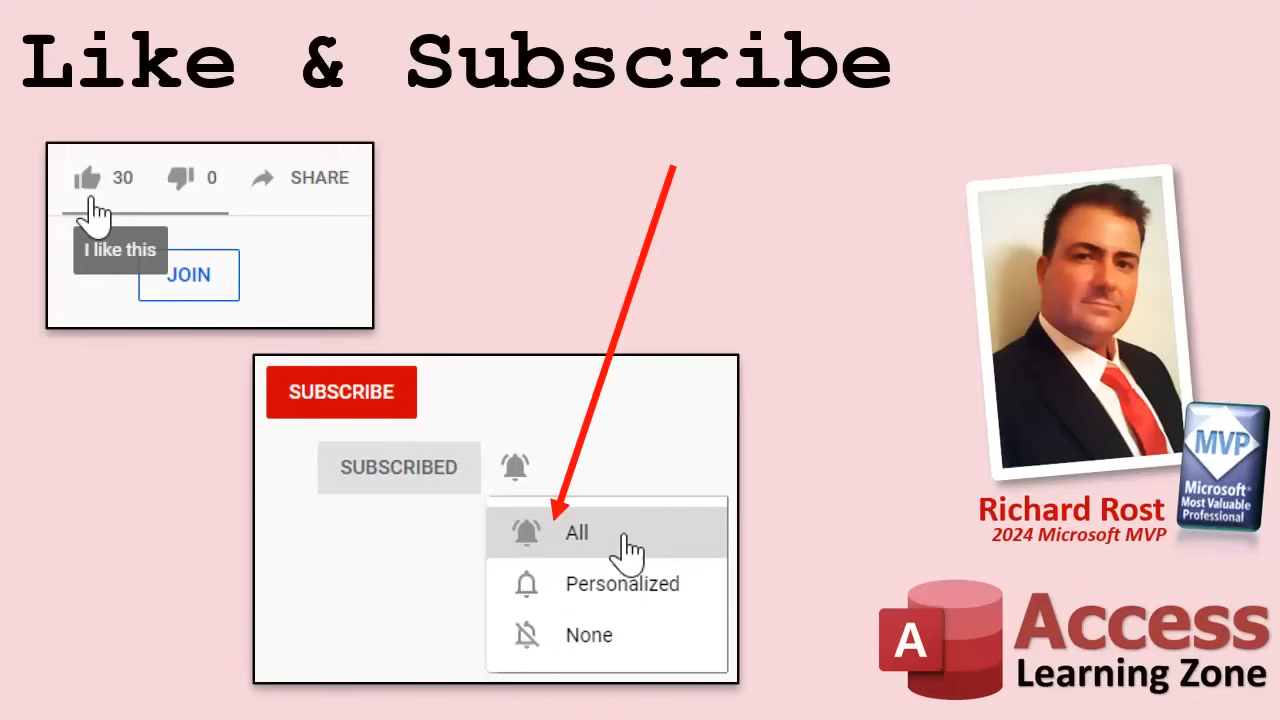 Like & Subscribe
30 0 SHARE
I like this
JOIN
SUBSCRIBE
SUBSCRIBED
All
Personalized
None
MVP
Microsoft®
Most Valuable
Professional
Richard Rost
2024 Microsoft MVP
A
Access
Learning Zone